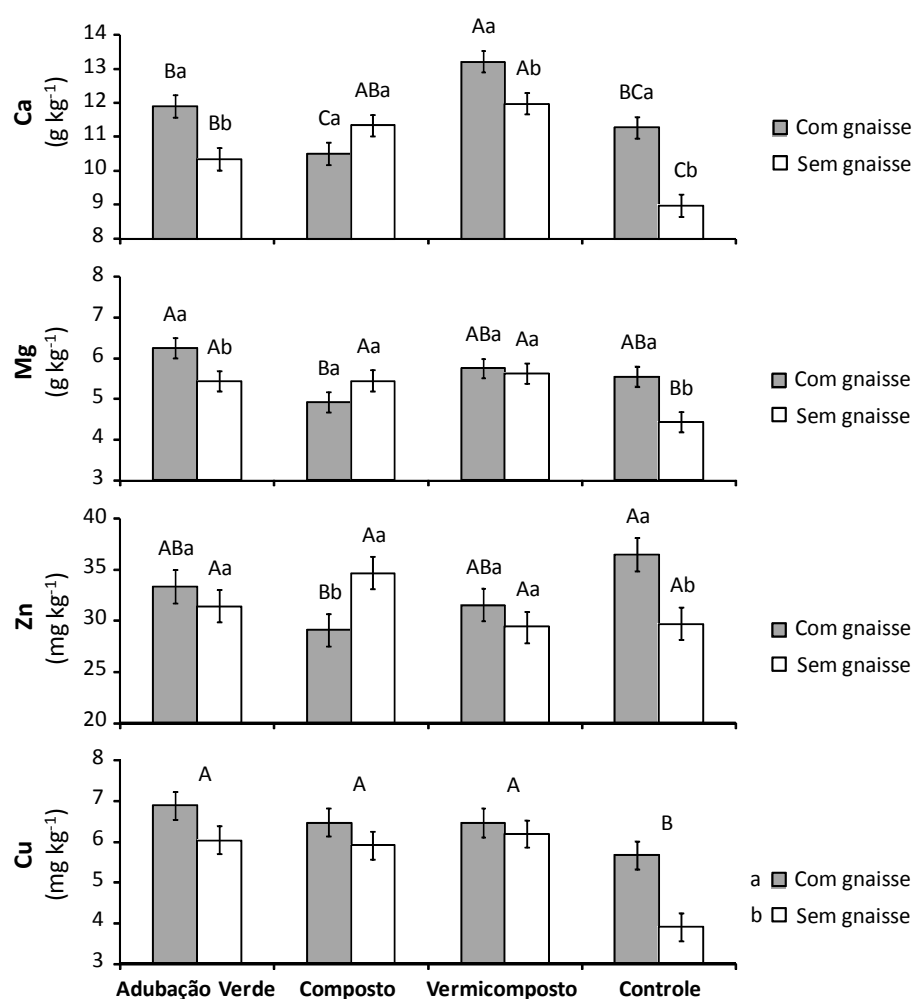 14
13
12
11
10
9
8
Ca
(g kg⁻¹)
Ba
Bb
Ca
ABa
Aa
Ab
BCa
Cb
Com gnaisse
Sem gnaisse
8
7
6
5
4
3
Mg
(g kg⁻¹)
Aa
Ab
Ba
Aa
ABa
Aa
ABa
Bb
Com gnaisse
Sem gnaisse
40
35
30
25
20
Zn
(mg kg⁻¹)
ABa
Aa
Bb
Aa
ABa
Aa
Aa
Ab
Com gnaisse
Sem gnaisse
8
7
6
5
4
3
Cu
(mg kg⁻¹)
A
A
A
B
a Com gnaisse
b Sem gnaisse
Adubação Verde Composto Vermicomposto Controle